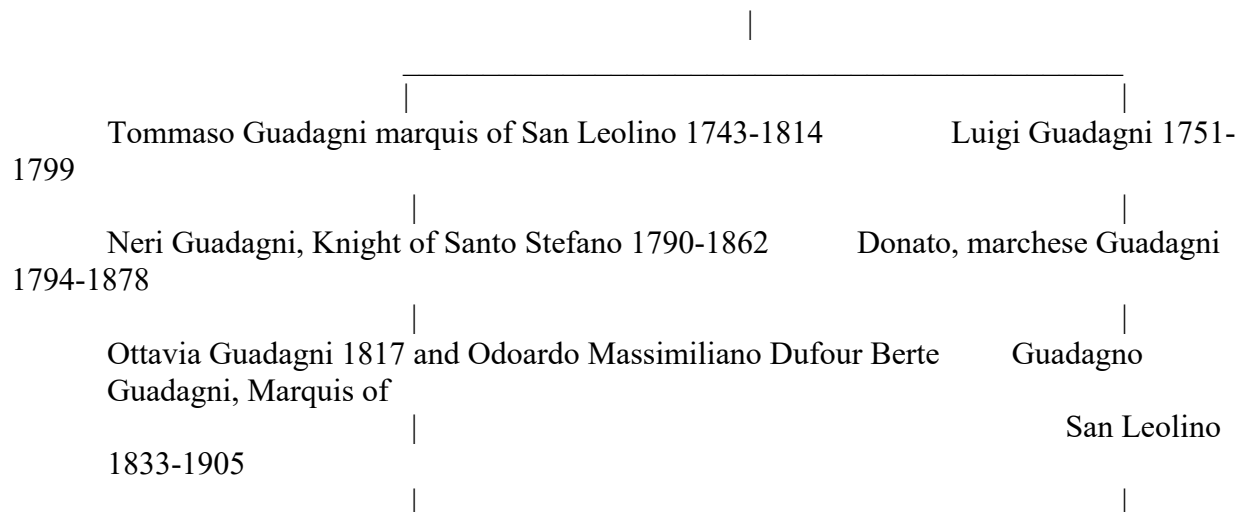 Tommaso Guadagni marquis of San Leolino 1743-1814 Luigi Guadagni 1751-
1799
Neri Guadagni, Knight of Santo Stefano 1790-1862 Donato, marchese Guadagni
1794-1878
Ottavia Guadagni 1817 and Odoardo Massimiliano Dufour Berte Guadagno
Guadagni, Marquis of
San Leolino
1833-1905